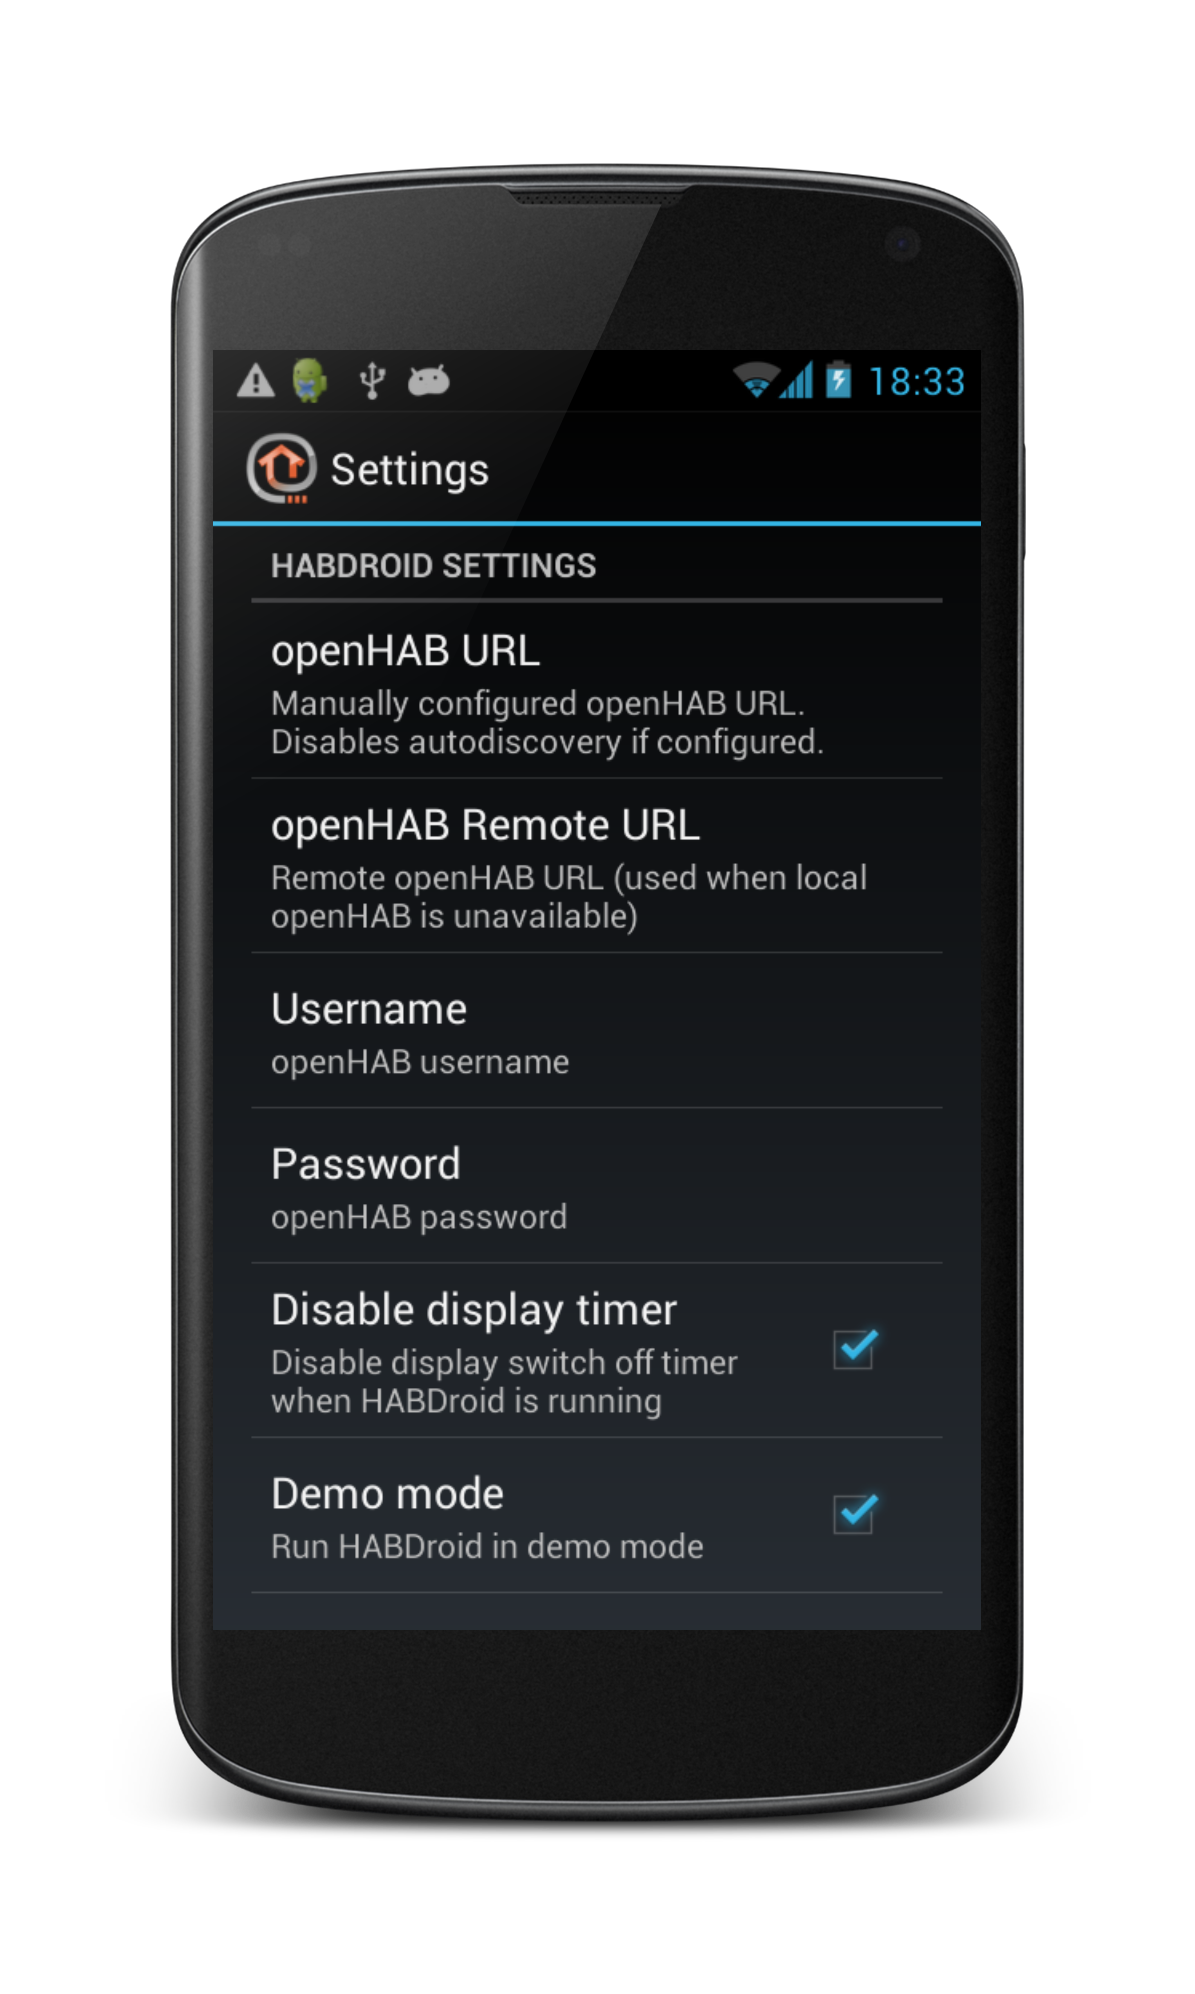 18:33
Settings
HABDROID SETTINGS
openHAB URL
Manually configured openHAB URL.
Disables autodiscovery if configured.
openHAB Remote URL
Remote openHAB URL (used when local
openHAB is unavailable)
Username
openHAB username
Password
openHAB password
Disable display timer
Disable display switch off timer
when HABDroid is running
Demo mode
Run HABDroid in demo mode